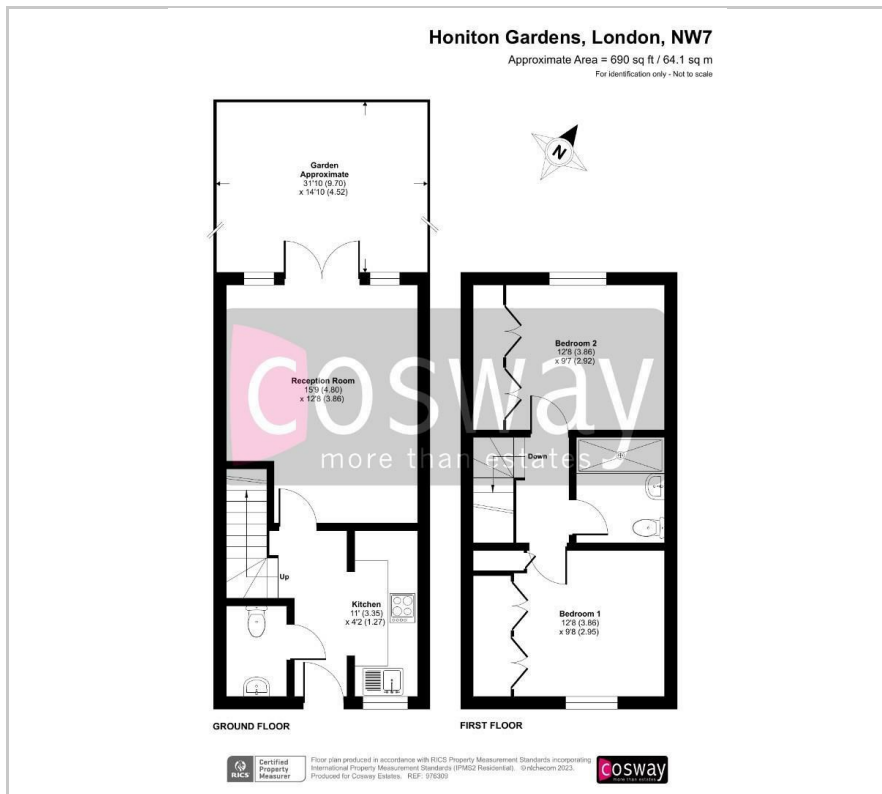 Honiton Gardens, London, NW7
Approximate Area = 690 sq ft / 64.1 sq m
For identification only - Not to scale
Garden
Approximate
31'10 (9.70)
x 14'10 (4.52)
N
Reception Room
15'9 (4.80)
x 12'8 (3.86)
Bedroom 2
12'8 (3.86)
x 9'7 (2.92)
cosway
more than estates
Down
Up
Kitchen
11' (3.35)
x 4'2 (1.27)
Bedroom 1
12'8 (3.86)
x 9'8 (2.95)
GROUND FLOOR
FIRST FLOOR
RICS
Certified
Property
Measurer
Floor plan produced in accordance with RICS Property Measurement Standards incorporating
International Property Measurement Standards (IPMS2 Residential). ©nichecom 2023.
Produced for Cosway Estates. REF: 976309
cosway
more than estates